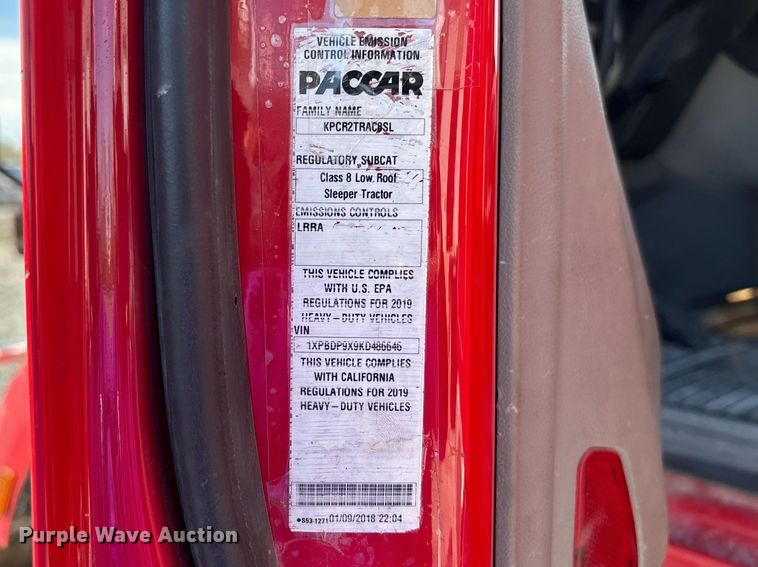 VEHICLE EMISSION
CONTROL INFORMATION
PACCAR
FAMILY NAME
KPCR2TRAC8SL
REGULATORY SUBCAT
Class 8 Low Roof
Sleeper Tractor
EMISSIONS CONTROLS
LRRA
THIS VEHICLE COMPLIES
WITH U.S. EPA
REGULATIONS FOR 2019
HEAVY-DUTY VEHICLES
VIN
1XPBDP9X9KD486646
THIS VEHICLE COMPLIES
WITH CALIFORNIA
REGULATIONS FOR 2019
HEAVY-DUTY VEHICLES
S53-1271 01/09/2018 22:04
Purple Wave Auction